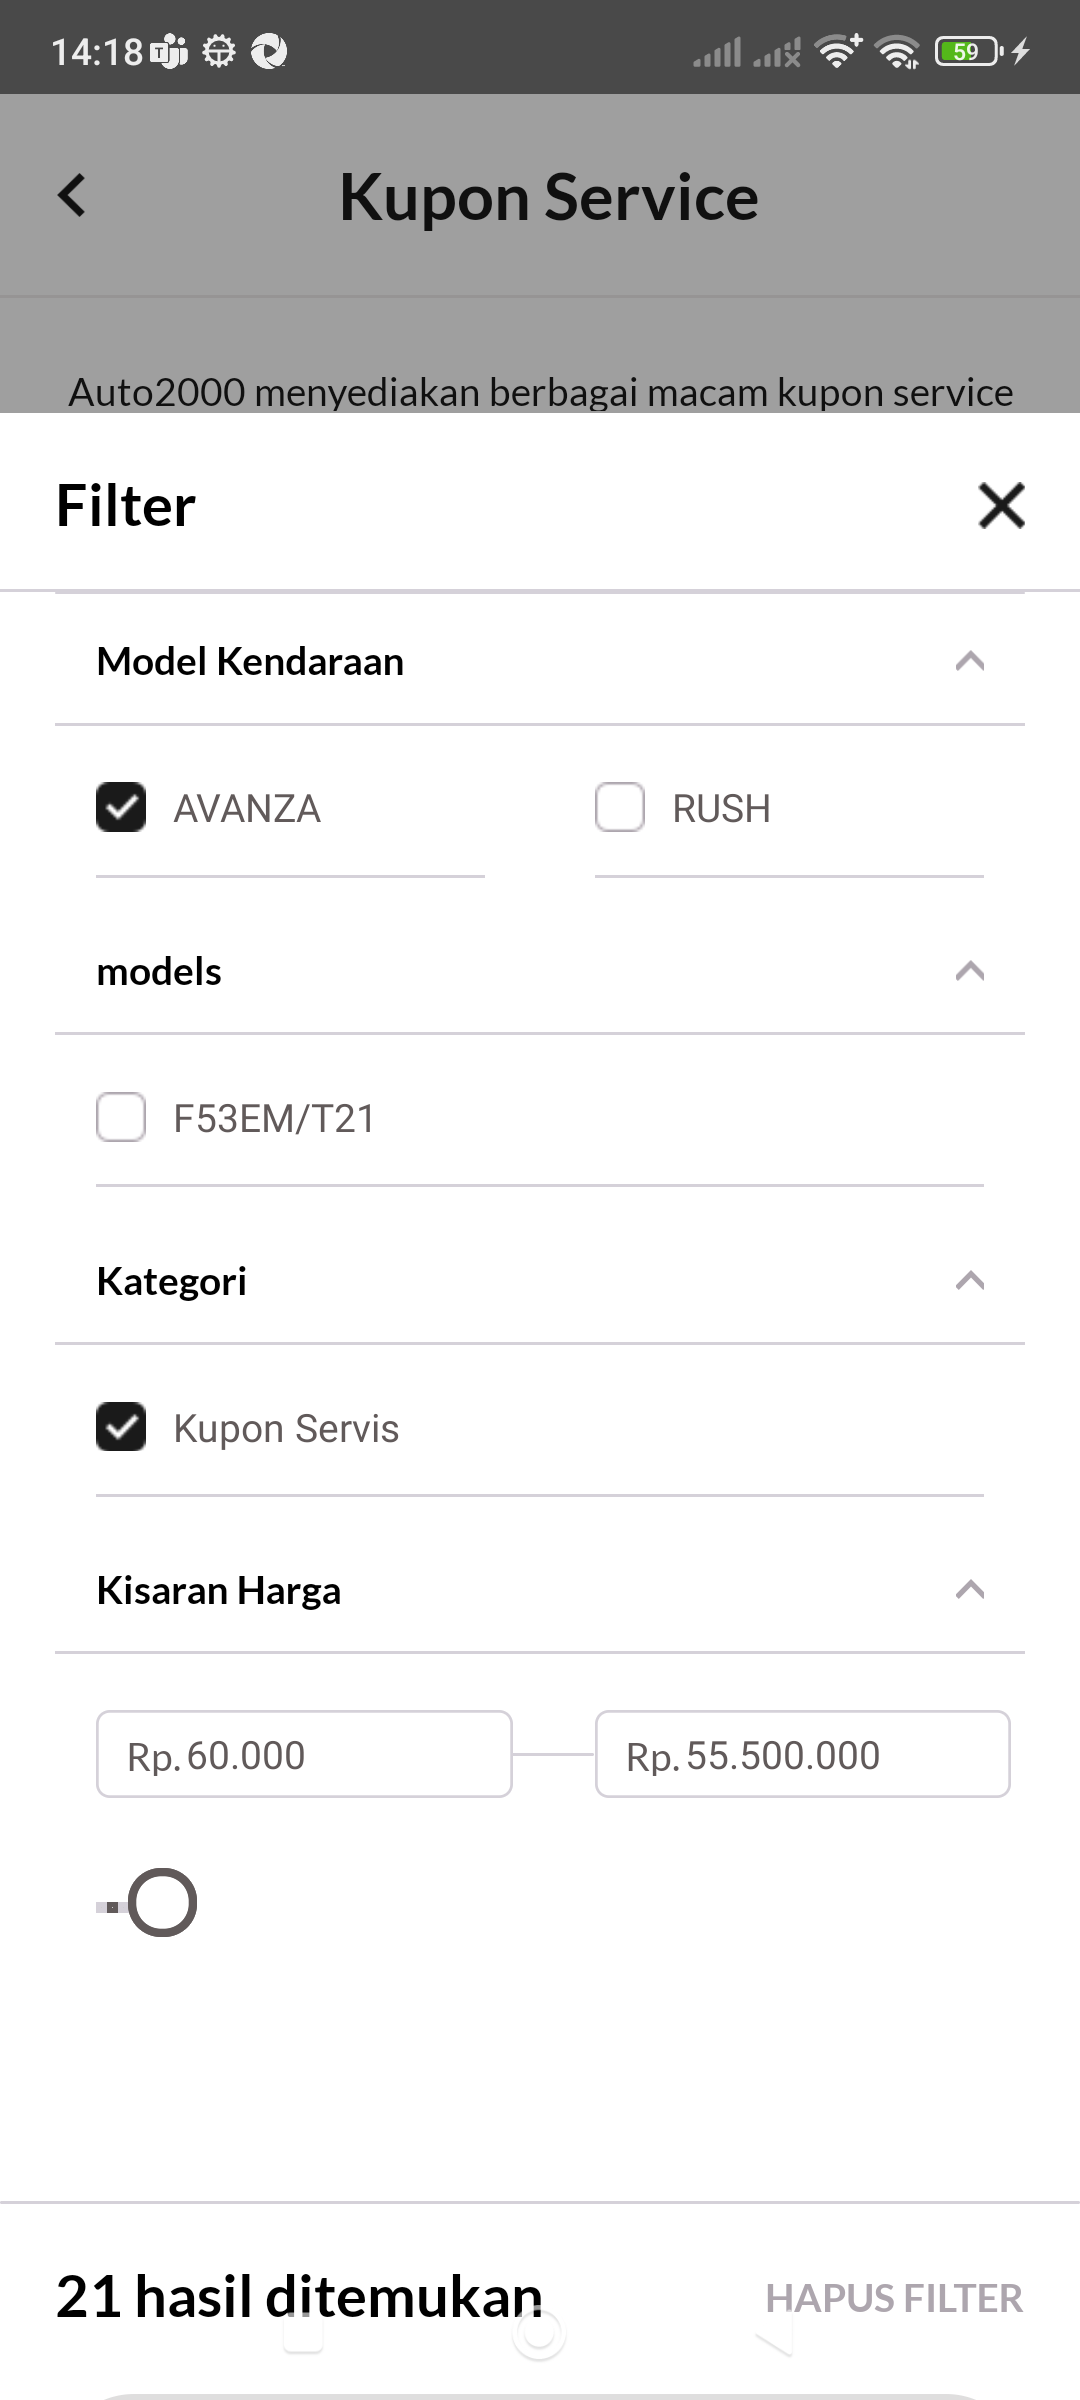 14:18
59
Kupon Service
Auto2000 menyediakan berbagai macam kupon service
Filter
Model Kendaraan
AVANZA
RUSH
models
F53EM/T21
Kategori
Kupon Servis
Kisaran Harga
Rp. 60.000
Rp. 55.500.000
21 hasil ditemukan
HAPUS FILTER